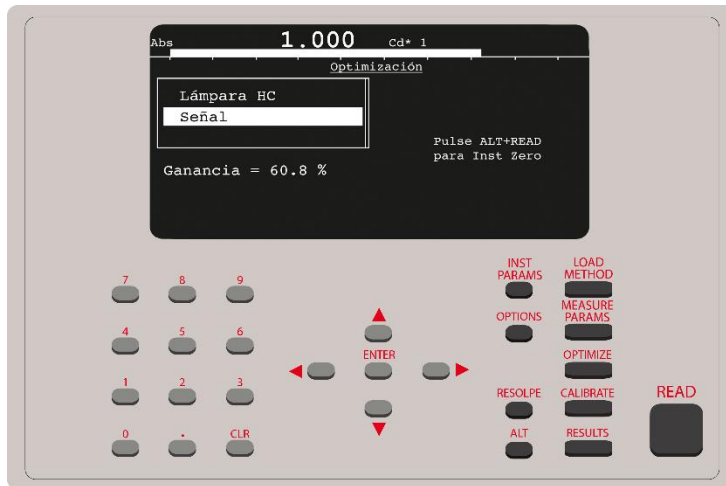 Abs 1.000 Cd* 1
Optimización
Lámpara HC
Señal
Pulse ALT+READ
para Inst Zero
Ganancia = 60.8 %
INST
PARAMS
LOAD
METHOD
7 8 9
OPTIONS
MEASURE
PARAMS
4 5 6
ENTER
OPTIMIZE
1 2 3
RESOLPE
CALIBRATE
READ
0 . CLR
ALT
RESULTS